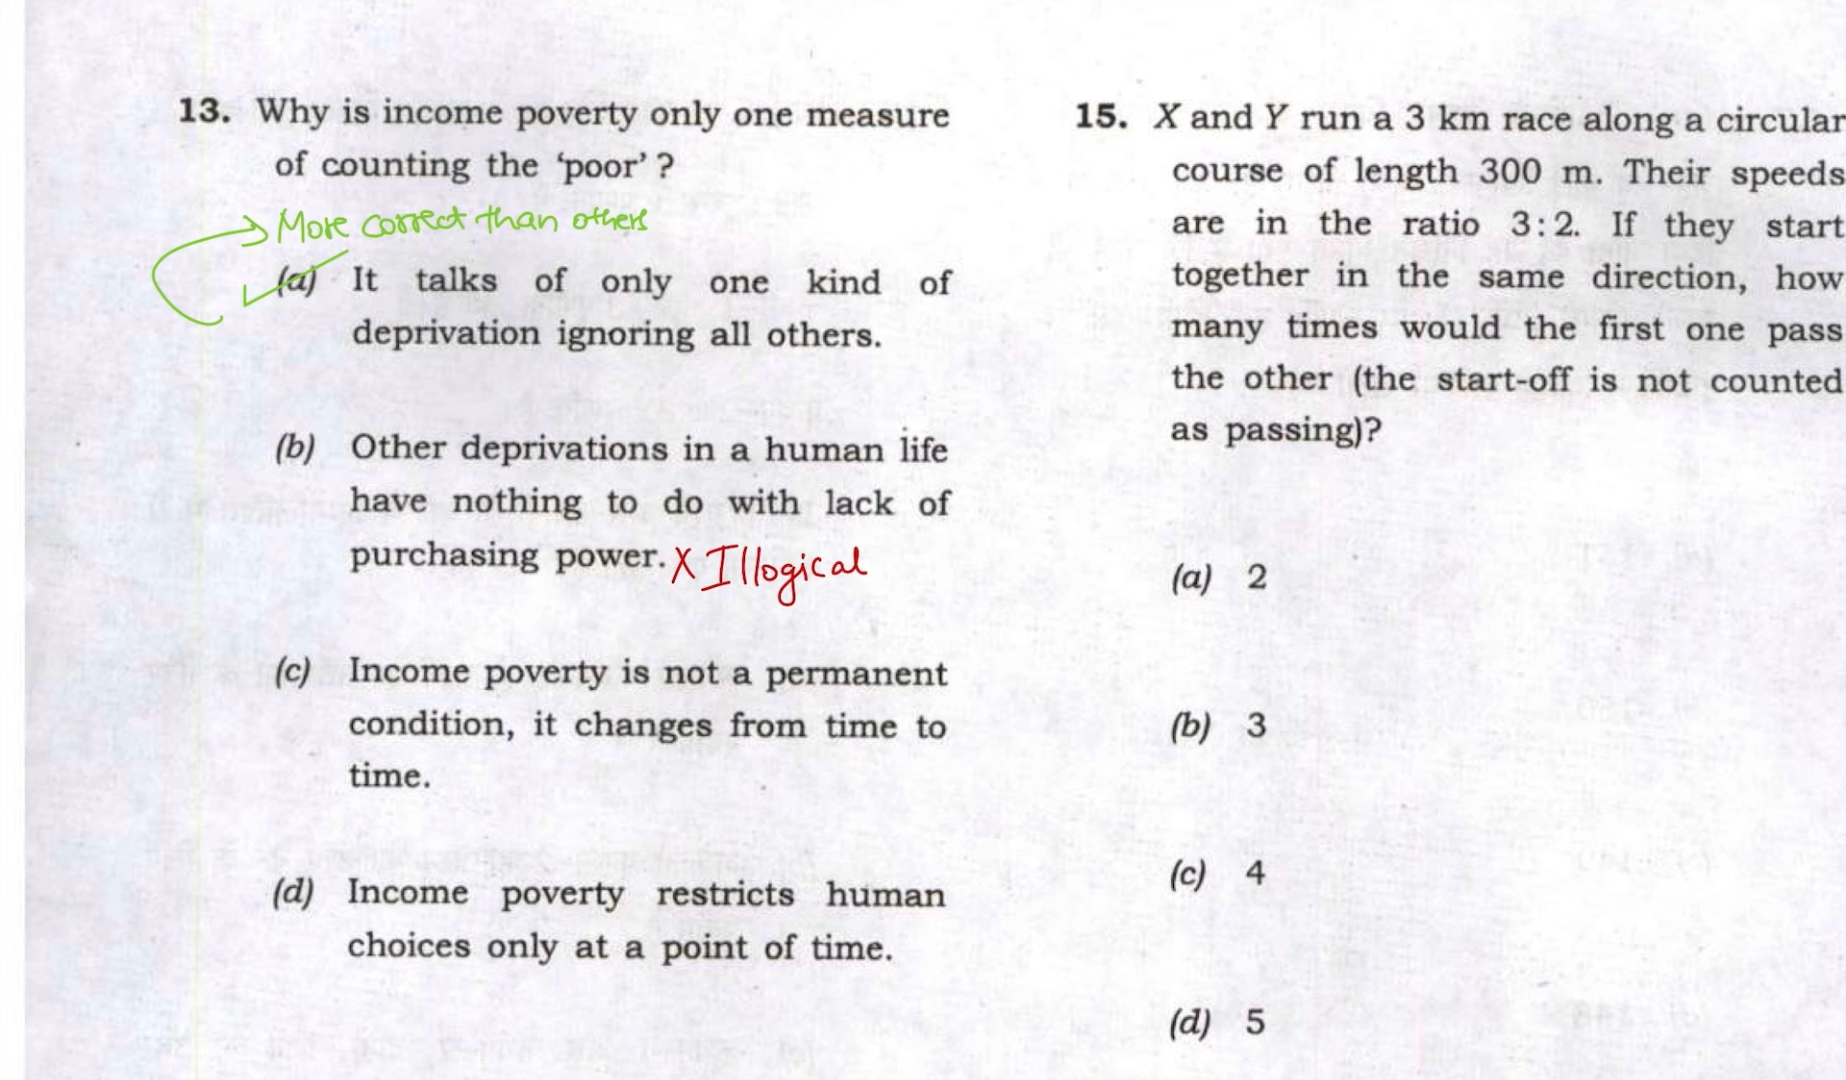 13. Why is income poverty only one measure
of counting the ‘poor’ ?
More correct than others
(a) It talks of only one kind of
deprivation ignoring all others.
(b) Other deprivations in a human life
have nothing to do with lack of
purchasing power. X Illogical
(c) Income poverty is not a permanent
condition, it changes from time to
time.
(d) Income poverty restricts human
choices only at a point of time.
15. X and Y run a 3 km race along a circular
course of length 300 m. Their speeds
are in the ratio 3:2. If they start
together in the same direction, how
many times would the first one pass
the other (the start-off is not counted
as passing)?
(a) 2
(b) 3
(c) 4
(d) 5